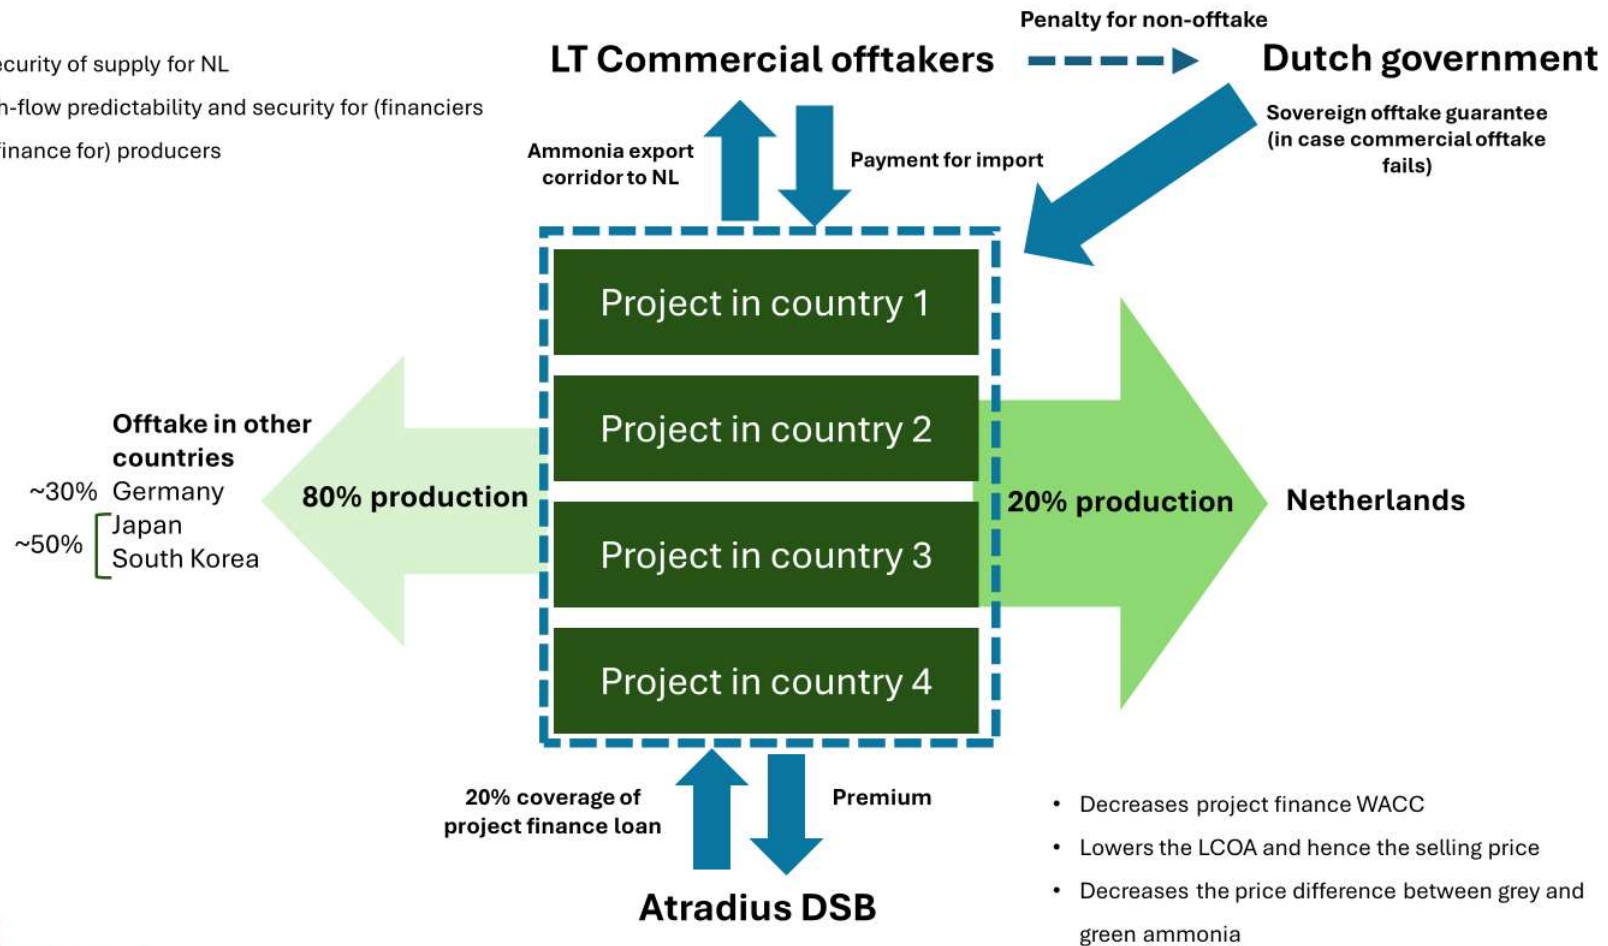 Penalty for non-offtake
LT Commercial offtakers
Dutch government
ecurity of supply for NL
h-flow predictability and security for (financiers
finance for) producers
Sovereign offtake guarantee
(in case commercial offtake
fails)
Ammonia export
corridor to NL
Payment for import
Project in country 1
Project in country 2
Project in country 3
Project in country 4
Offtake in other
countries
~30% Germany
Japan
~50%
South Korea
80% production
20% production
Netherlands
20% coverage of
project finance loan
Premium
Atradius DSB
• Decreases project finance WACC
• Lowers the LCOA and hence the selling price
• Decreases the price difference between grey and
green ammonia